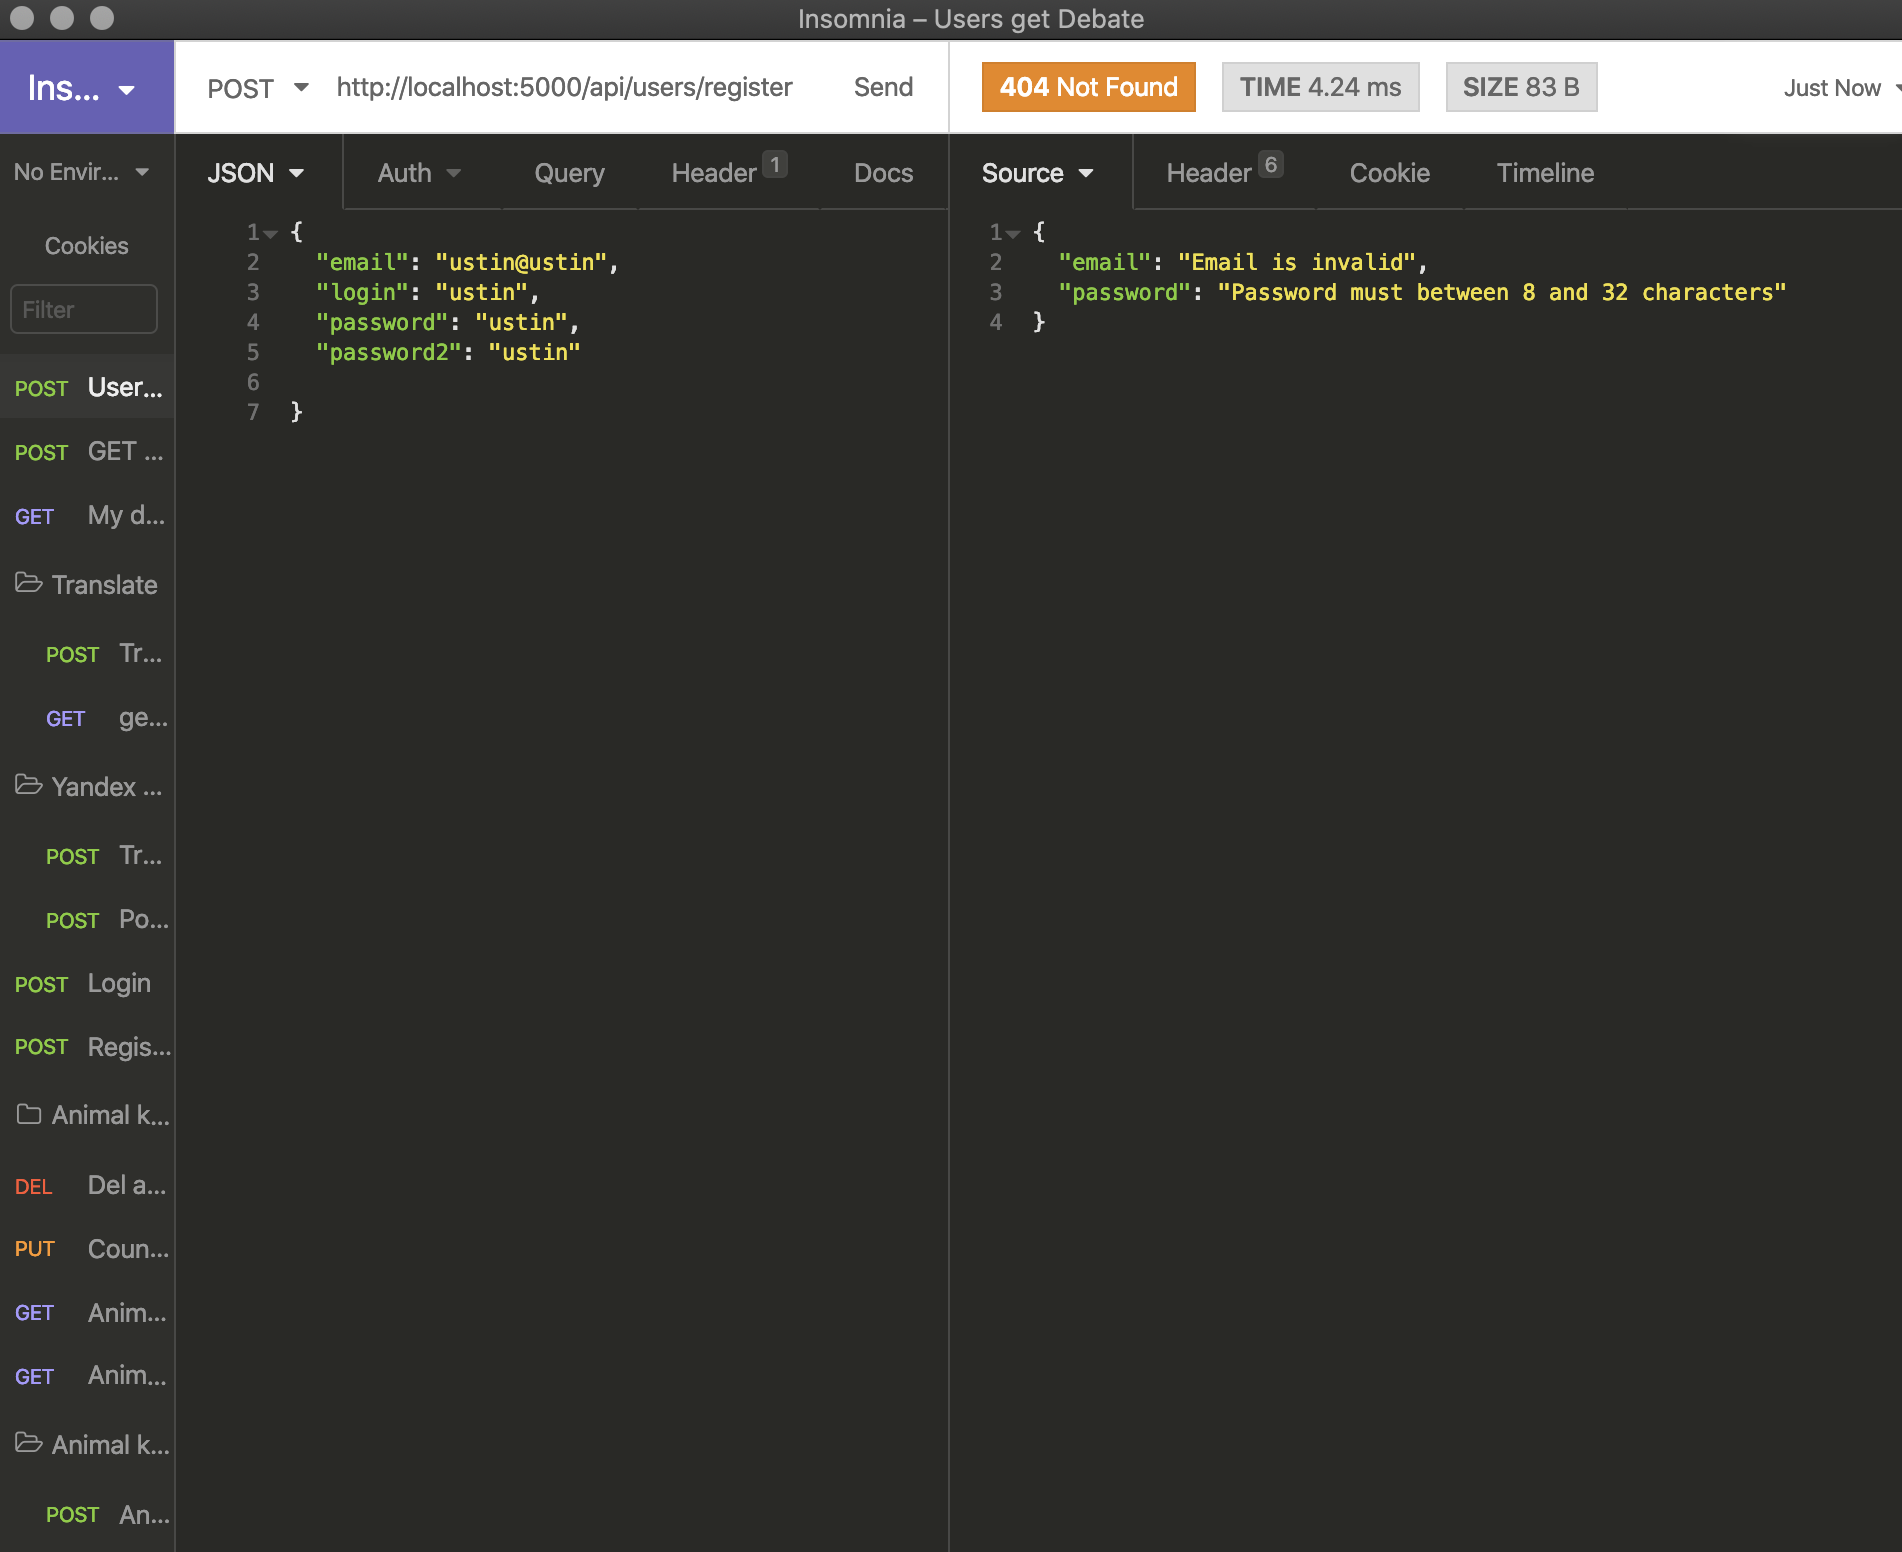 Insomnia – Users get Debate
Ins...
POST http://localhost:5000/api/users/register Send
404 Not Found TIME 4.24 ms SIZE 83 B Just Now
No Envir...
Cookies
Filter
POST User...
POST GET ...
GET My d...
Translate
POST Tr...
GET ge...
Yandex ...
POST Tr...
POST Po...
POST Login
POST Regis...
Animal k...
DEL Del a...
PUT Coun...
GET Anim...
GET Anim...
Animal k...
POST An...
JSON Auth Query Header 1 Docs
1 {
2 "email": "ustin@ustin",
3 "login": "ustin",
4 "password": "ustin",
5 "password2": "ustin"
6
7 }
Source Header 6 Cookie Timeline
1 {
2 "email": "Email is invalid",
3 "password": "Password must between 8 and 32 characters"
4 }